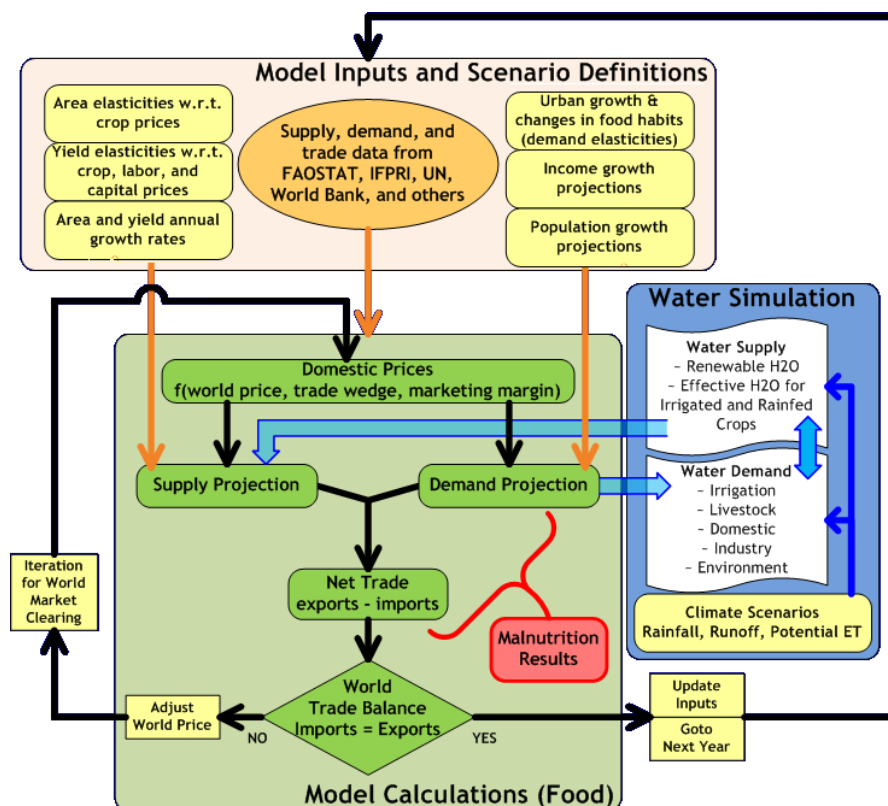 Model Inputs and Scenario Definitions
Area elasticities w.r.t.
crop prices
Yield elasticities w.r.t.
crop, labor, and
capital prices
Area and yield annual
growth rates
Supply, demand, and
trade data from
FAOSTAT, IFPRI, UN,
World Bank, and others
Urban growth &
changes in food habits
(demand elasticities)
Income growth
projections
Population growth
projections
Water Simulation
Water Supply
~ Renewable H2O
~ Effective H2O for
Irrigated and Rainfed
Crops
Water Demand
~ Irrigation
~ Livestock
~ Domestic
~ Industry
~ Environment
Climate Scenarios
Rainfall, Runoff, Potential ET
Domestic Prices
f(world price, trade wedge, marketing margin)
Supply Projection
Demand Projection
Iteration
for World
Market
Clearing
Net Trade
exports - imports
Malnutrition
Results
World
Trade Balance
Imports = Exports
Adjust
World Price
NO
YES
Update
Inputs
Goto
Next Year
Model Calculations (Food)